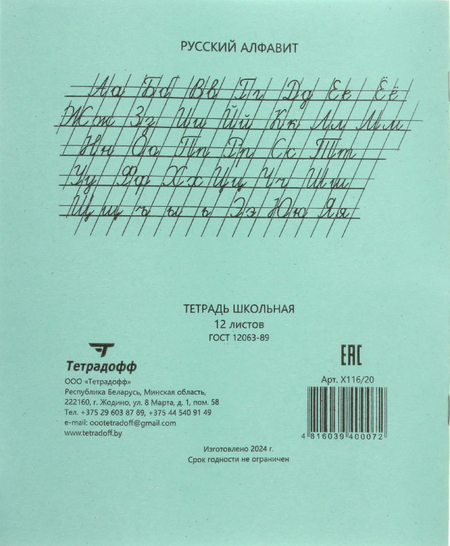 РУССКИЙ АЛФАВИТ
Аа Бб Вв Гг Дд Ее Ёё
Жж Зз Ии Йй Кк Лл Мм
Нн Оо Пп Рр Сс Тт
Уу Фф Хх Цц Чч Шш
Щщ ъ ы ь Ээ Юю Яя
ТЕТРАДЬ ШКОЛЬНАЯ
12 листов
ГОСТ 12063-89
Тетрадофф
ЕАС
ООО «Тетрадофф»
Республика Беларусь, Минская область,
222160, г. Жодино, ул. 8 Марта, д. 1, пом. 58
Тел. +375 29 603 87 89, +375 44 540 91 49
e-mail: oootetradoff@gmail.com
www.tetradoff.by
Арт. Х116/20
4 816039 400072
Изготовлено 2024 г.
Срок годности не ограничен